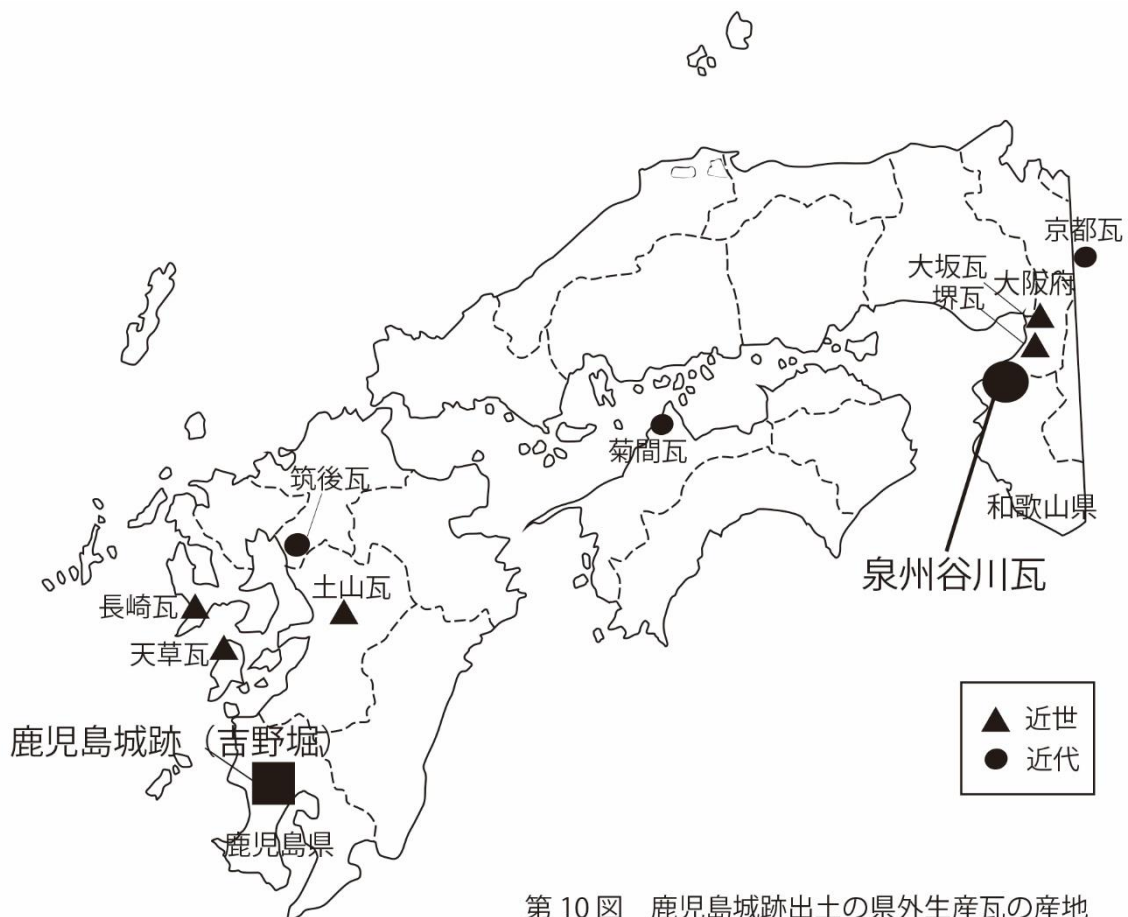 京都瓦
大坂瓦
大阪府
堺瓦
菊間瓦
筑後瓦
和歌山県
泉州谷川瓦
土山瓦
長崎瓦
天草瓦
▲ 近世
● 近代
鹿児島城跡（吉野堀）
鹿児島県
第 10 図　鹿児島城跡出土の県外生産瓦の産地